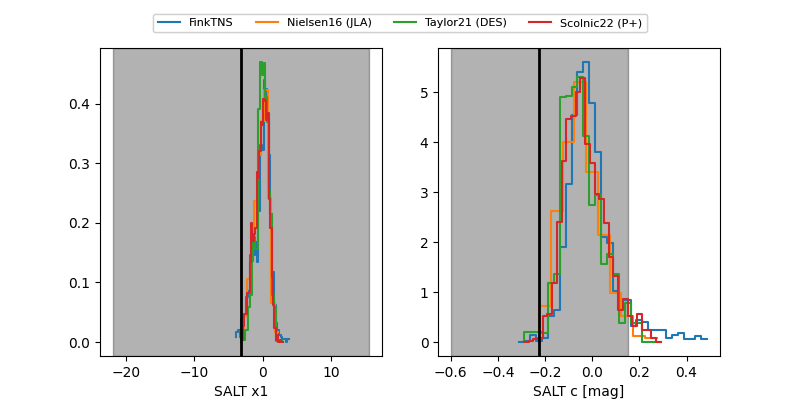 FinkTNS Nielsen16 (JLA) Taylor21 (DES) Scolnic22 (P+)
0.4
0.3
0.2
0.1
0.0
−20 −10 0 10
SALT x1
5
4
3
2
1
0
−0.6 −0.4 −0.2 0.0 0.2 0.4
SALT c [mag]